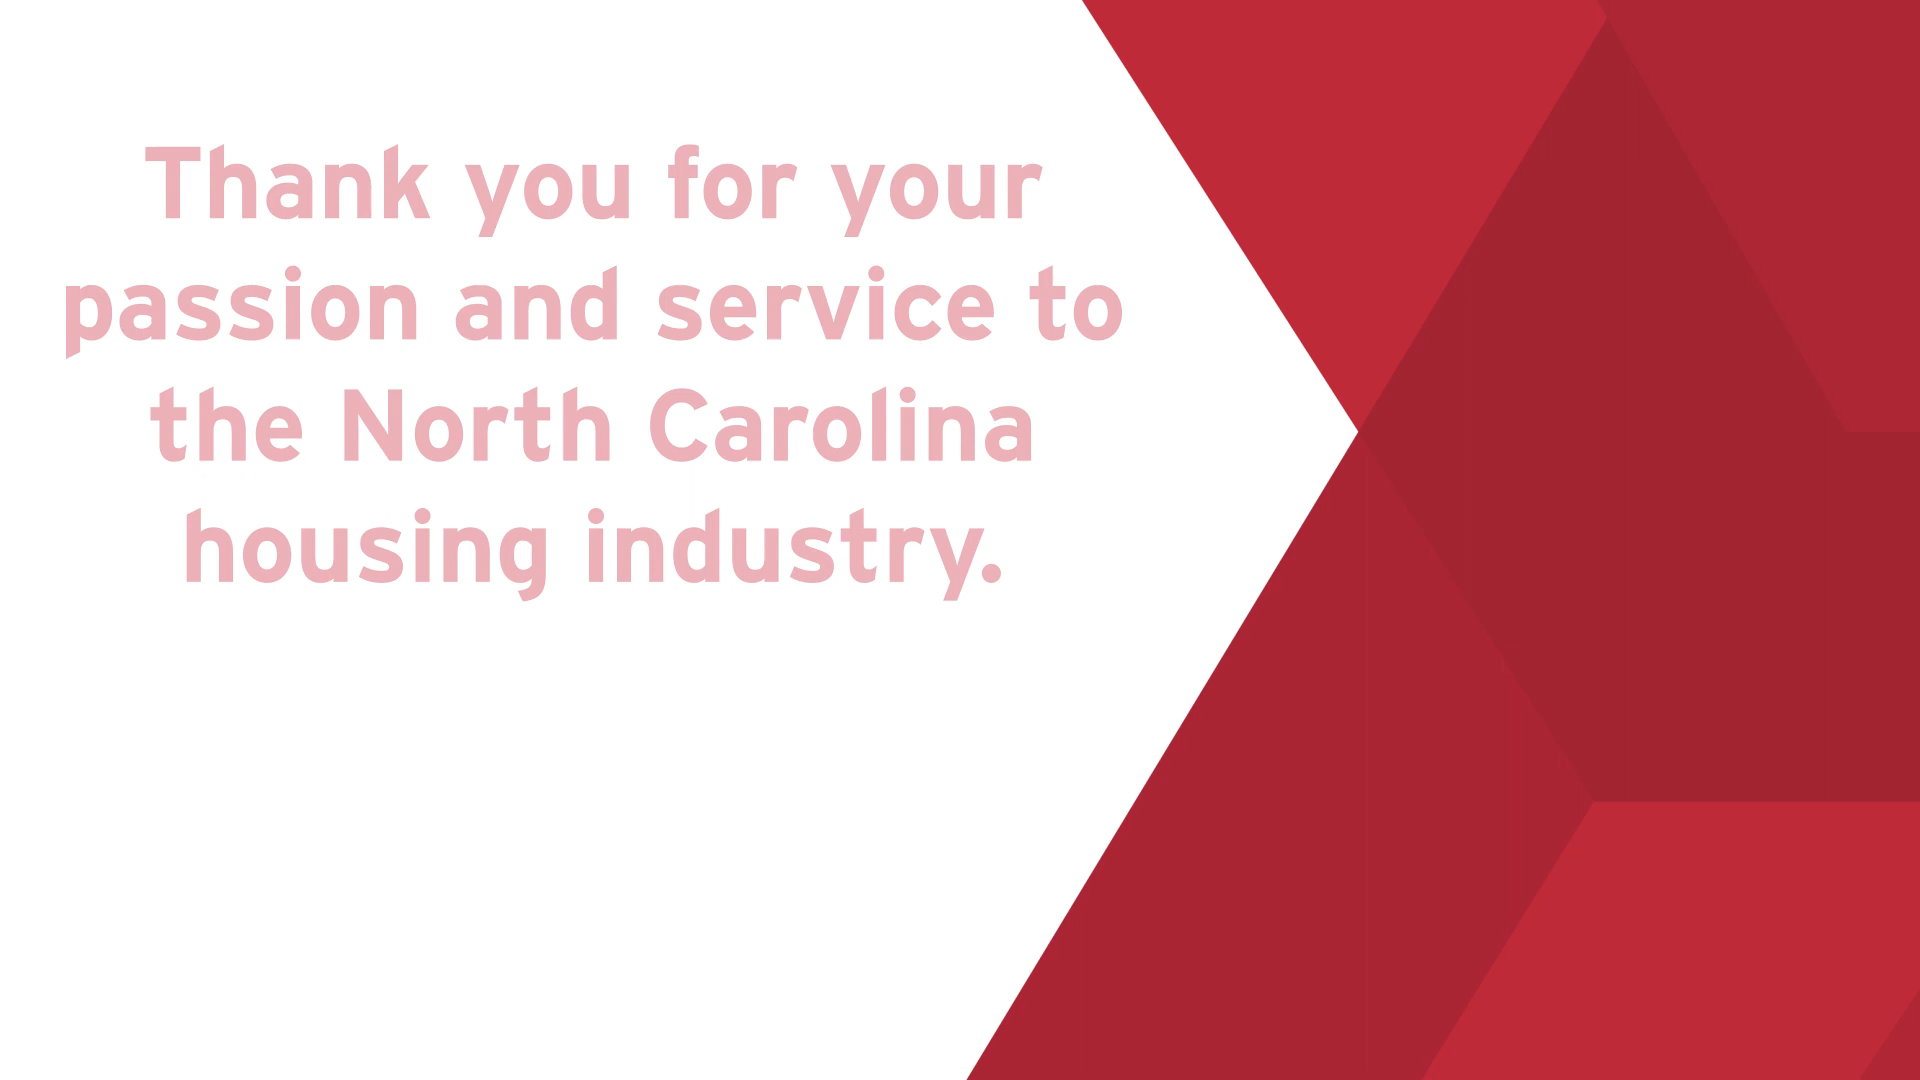 Thank you for your
passion and service to
the North Carolina
housing industry.